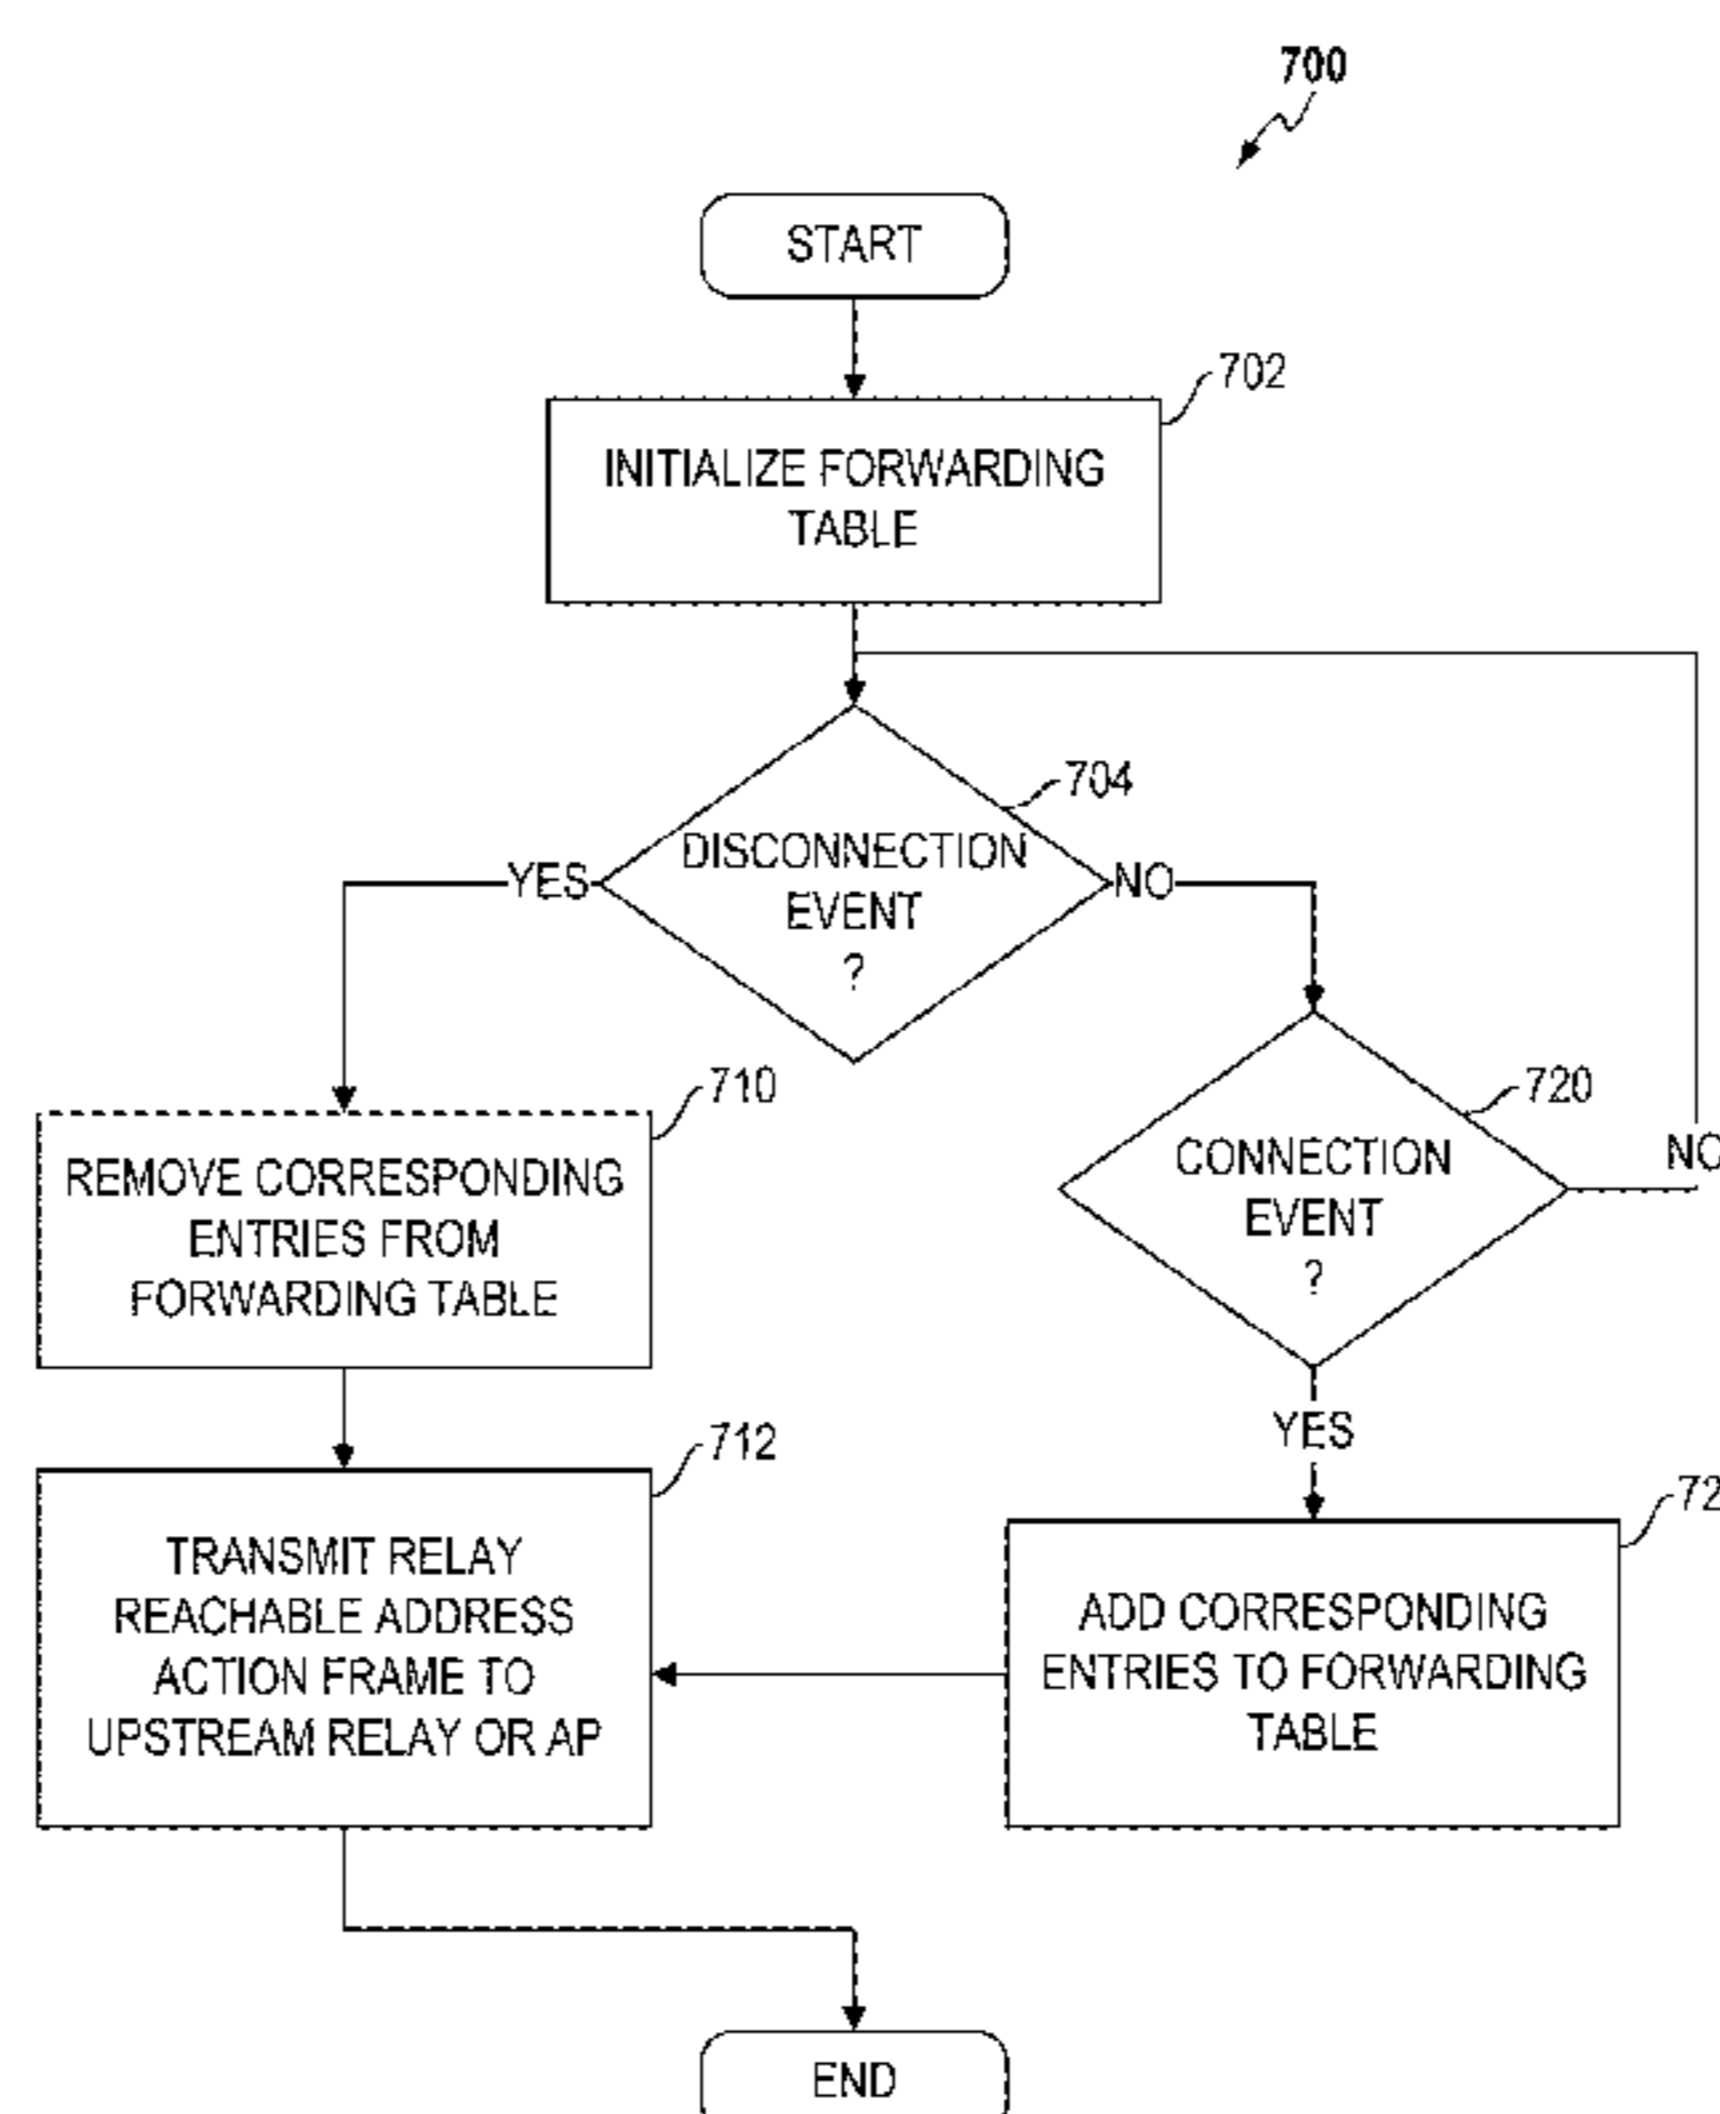 700
START
702
INITIALIZE FORWARDING
TABLE
704
DISCONNECTION
EVENT
?
YES
NO
710
REMOVE CORRESPONDING
ENTRIES FROM
FORWARDING TABLE
720
CONNECTION
EVENT
?
NO
YES
712
TRANSMIT RELAY
REACHABLE ADDRESS
ACTION FRAME TO
UPSTREAM RELAY OR AP
72
ADD CORRESPONDING
ENTRIES TO FORWARDING
TABLE
END